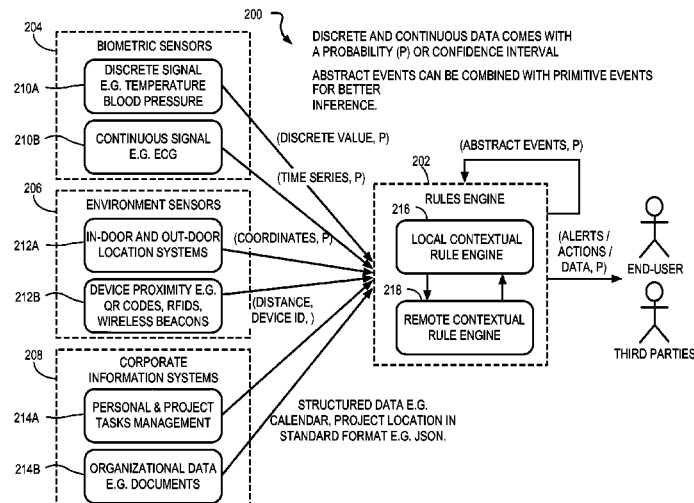 200
DISCRETE AND CONTINUOUS DATA COMES WITH
A PROBABILITY (P) OR CONFIDENCE INTERVAL
ABSTRACT EVENTS CAN BE COMBINED WITH PRIMITIVE EVENTS
FOR BETTER
INFERENCE.
204
BIOMETRIC SENSORS
210A
DISCRETE SIGNAL
E.G. TEMPERATURE
BLOOD PRESSURE
210B
CONTINUOUS SIGNAL
E.G. ECG
(DISCRETE VALUE, P)
(TIME SERIES, P)
206
ENVIRONMENT SENSORS
212A
IN-DOOR AND OUT-DOOR
LOCATION SYSTEMS
(COORDINATES, P)
212B
DEVICE PROXIMITY E.G.
QR CODES, RFIDS,
WIRELESS BEACONS
(DISTANCE,
DEVICE ID, )
208
CORPORATE
INFORMATION SYSTEMS
214A
PERSONAL & PROJECT
TASKS MANAGEMENT
214B
ORGANIZATIONAL DATA
E.G. DOCUMENTS
STRUCTURED DATA E.G.
CALENDAR, PROJECT LOCATION IN
STANDARD FORMAT E.G. JSON.
(ABSTRACT EVENTS, P)
202
RULES ENGINE
216
LOCAL CONTEXTUAL
RULE ENGINE
218
REMOTE CONTEXTUAL
RULE ENGINE
(ALERTS /
ACTIONS /
DATA, P)
END-USER
THIRD PARTIES